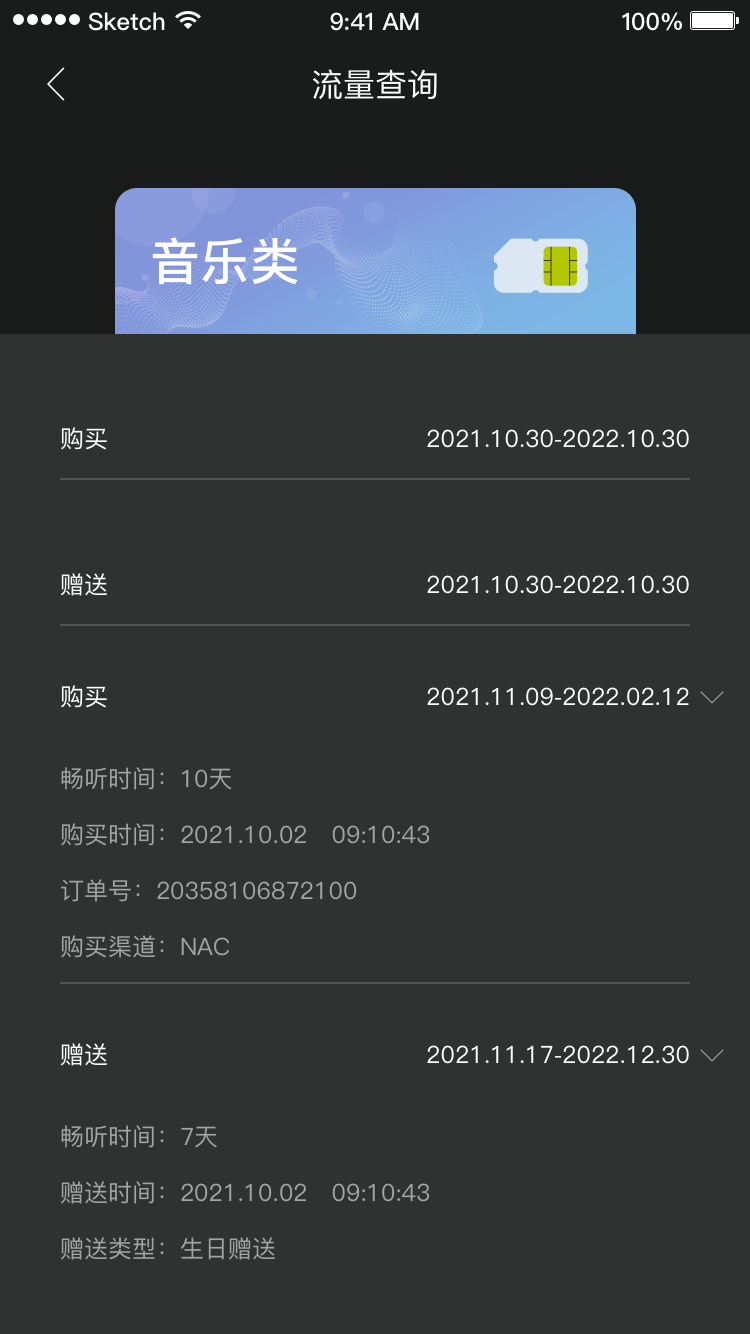 Sketch 9:41 AM 100%
流量查询
音乐类
购买 2021.10.30-2022.10.30
赠送 2021.10.30-2022.10.30
购买 2021.11.09-2022.02.12
畅听时间：10天
购买时间：2021.10.02 09:10:43
订单号：20358106872100
购买渠道：NAC
赠送 2021.11.17-2022.12.30
畅听时间：7天
赠送时间：2021.10.02 09:10:43
赠送类型：生日赠送